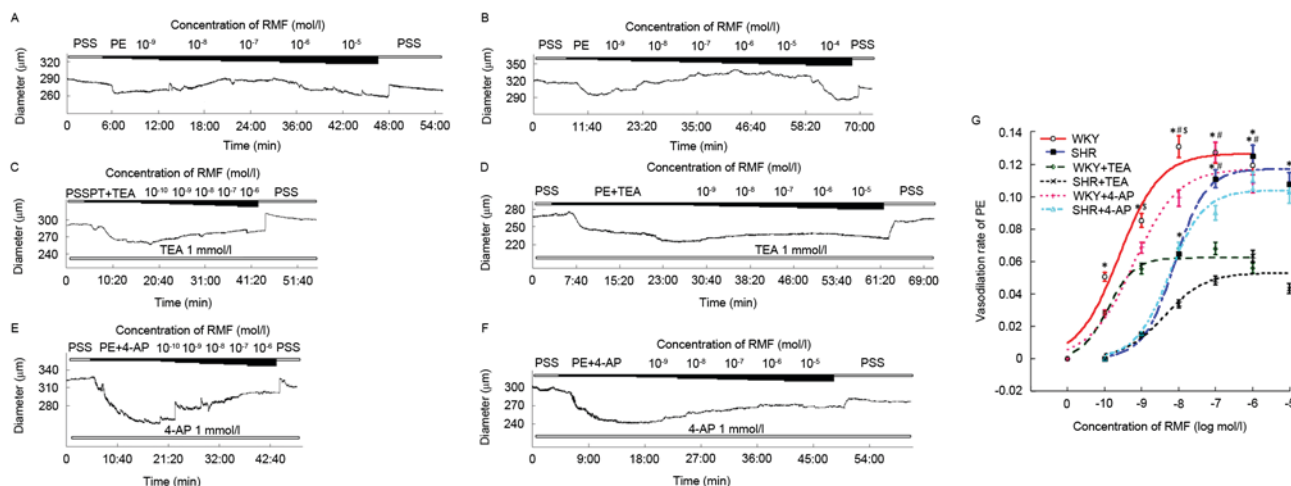 A
Concentration of RMF (mol/l)
PSS PE 10⁻⁹ 10⁻⁸ 10⁻⁷ 10⁻⁶ 10⁻⁵ PSS
Diameter (μm)
320
290
260
0 6:00 12:00 18:00 24:00 30:00 36:00 42:00 48:00 54:00
Time (min)
B
Concentration of RMF (mol/l)
PSS PE 10⁻⁹ 10⁻⁸ 10⁻⁷ 10⁻⁶ 10⁻⁵ 10⁻⁴ PSS
Diameter (μm)
350
320
290
0 11:40 23:20 35:00 46:40 58:20 70:00
Time (min)
C
Concentration of RMF (mol/l)
PSSPT+TEA 10⁻¹⁰ 10⁻⁹ 10⁻⁸ 10⁻⁷ 10⁻⁶ PSS
Diameter (μm)
300
270
240
TEA 1 mmol/l
0 10:20 20:40 31:00 41:20 51:40
Time (min)
D
Concentration of RMF (mol/l)
PSS PE+TEA 10⁻⁹ 10⁻⁸ 10⁻⁷ 10⁻⁶ 10⁻⁵ PSS
Diameter (μm)
280
250
220
TEA 1 mmol/l
0 7:40 15:20 23:00 30:40 38:20 46:00 53:40 61:20 69:00
Time (min)
E
Concentration of RMF (mol/l)
PSS PE+4-AP 10⁻¹⁰ 10⁻⁹ 10⁻⁸ 10⁻⁷ 10⁻⁶ PSS
Diameter (μm)
340
310
280
4-AP 1 mmol/l
0 10:40 21:20 32:00 42:40
Time (min)
F
Concentration of RMF (mol/l)
PSS PE+4-AP 10⁻⁹ 10⁻⁸ 10⁻⁷ 10⁻⁶ 10⁻⁵ PSS
Diameter (μm)
300
270
240
4-AP 1 mmol/l
0 9:00 18:00 27:00 36:00 45:00 54:00
Time (min)
G
WKY
SHR
WKY+TEA
SHR+TEA
WKY+4-AP
SHR+4-AP
Vasodilation rate of PE
0.14
0.12
0.10
0.08
0.06
0.04
0.02
0
-0.02
*
*$
*#$
*
*#
*#
*
*#
*
0 -10 -9 -8 -7 -6 -5
Concentration of RMF (log mol/l)